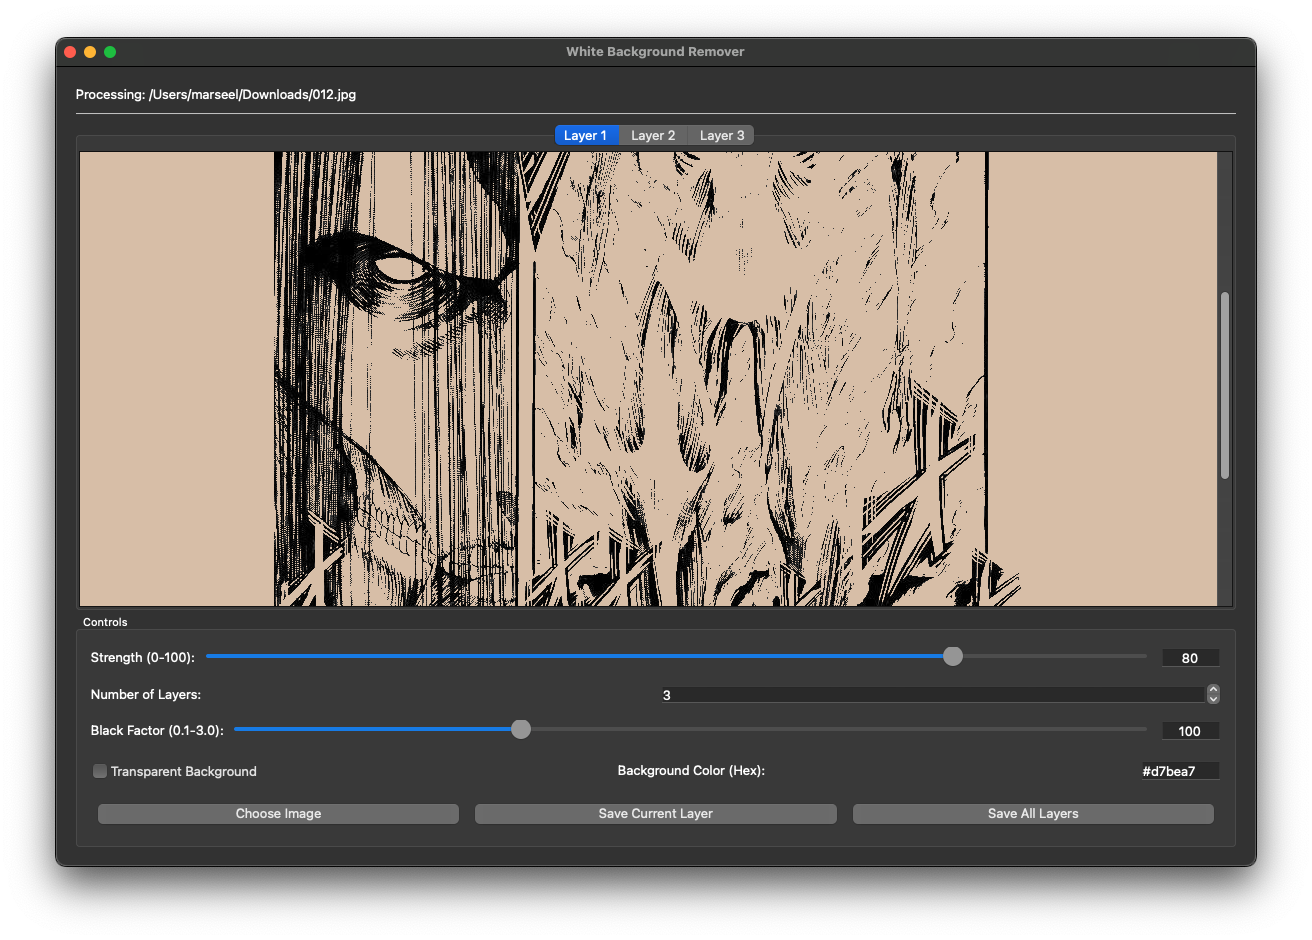 White Background Remover
Processing: /Users/marseel/Downloads/012.jpg
Layer 1 Layer 2 Layer 3
Controls
Strength (0-100): 80
Number of Layers: 3
Black Factor (0.1-3.0): 100
Transparent Background Background Color (Hex): #d7bea7
Choose Image Save Current Layer Save All Layers